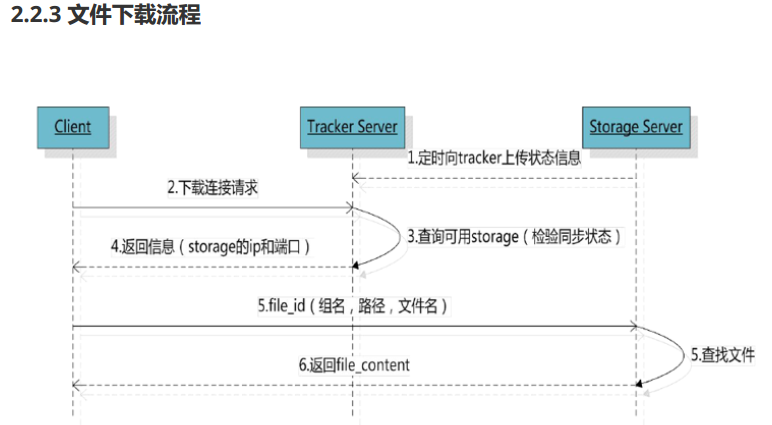 2.2.3 文件下载流程
Client
Tracker Server
Storage Server
1.定时向tracker上传状态信息
2.下载连接请求
3.查询可用storage（检验同步状态）
4.返回信息（storage的ip和端口）
5.file_id（组名，路径，文件名）
5.查找文件
6.返回file_content